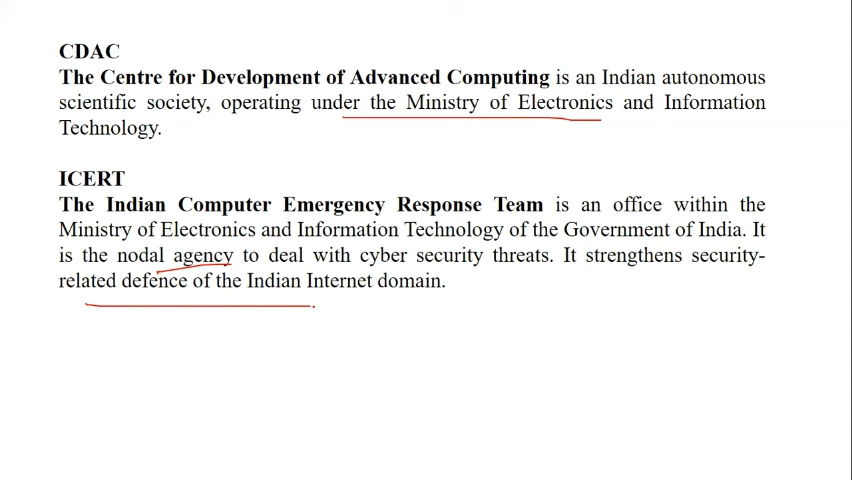 CDAC
The Centre for Development of Advanced Computing is an Indian autonomous
scientific society, operating under the Ministry of Electronics and Information
Technology.
ICERT
The Indian Computer Emergency Response Team is an office within the
Ministry of Electronics and Information Technology of the Government of India. It
is the nodal agency to deal with cyber security threats. It strengthens security-
related defence of the Indian Internet domain.